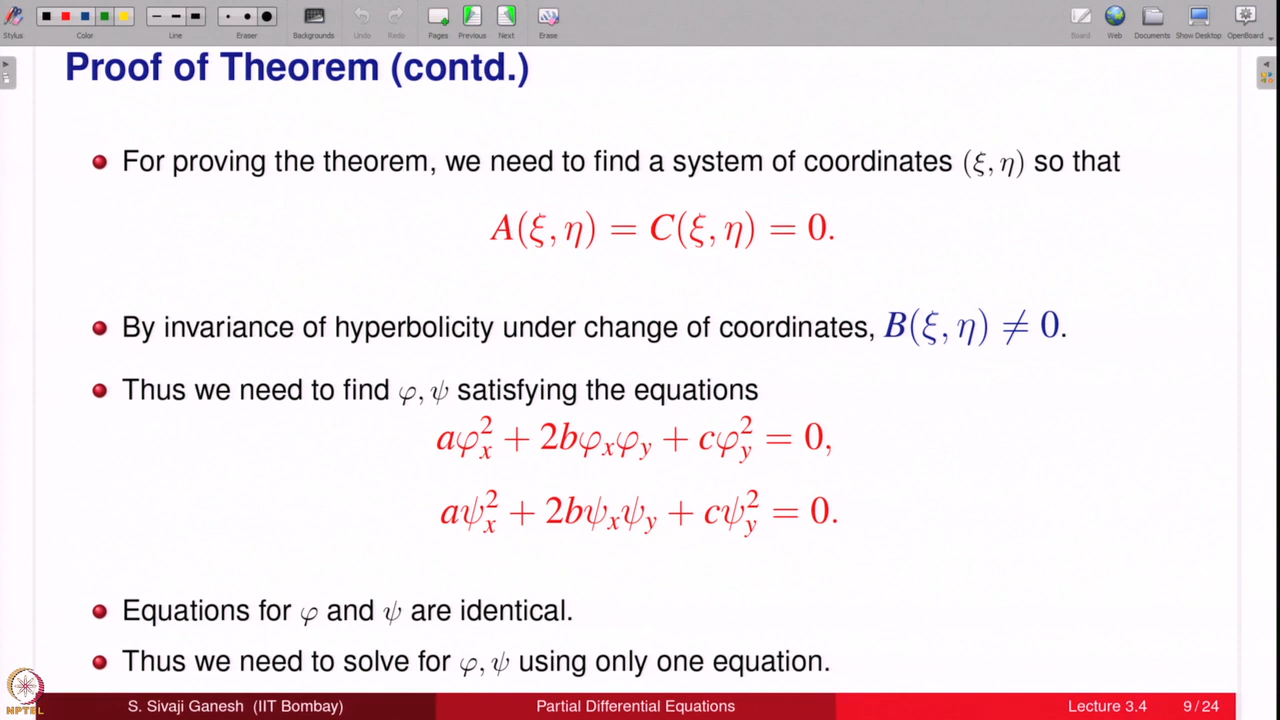 Stylus Color Line Eraser Backgrounds Undo Redo Pages Previous Next Erase Board Web Documents Show Desktop OpenBoard
Proof of Theorem (contd.)
For proving the theorem, we need to find a system of coordinates (ξ, η) so that
A(ξ, η) = C(ξ, η) = 0.
By invariance of hyperbolicity under change of coordinates, B(ξ, η) ≠ 0.
Thus we need to find φ, ψ satisfying the equations
aφ_x^2 + 2bφ_xφ_y + cφ_y^2 = 0,
aψ_x^2 + 2bψ_xψ_y + cψ_y^2 = 0.
Equations for φ and ψ are identical.
Thus we need to solve for φ, ψ using only one equation.
NPTEL
S. Sivaji Ganesh (IIT Bombay) Partial Differential Equations Lecture 3.4 9 / 24